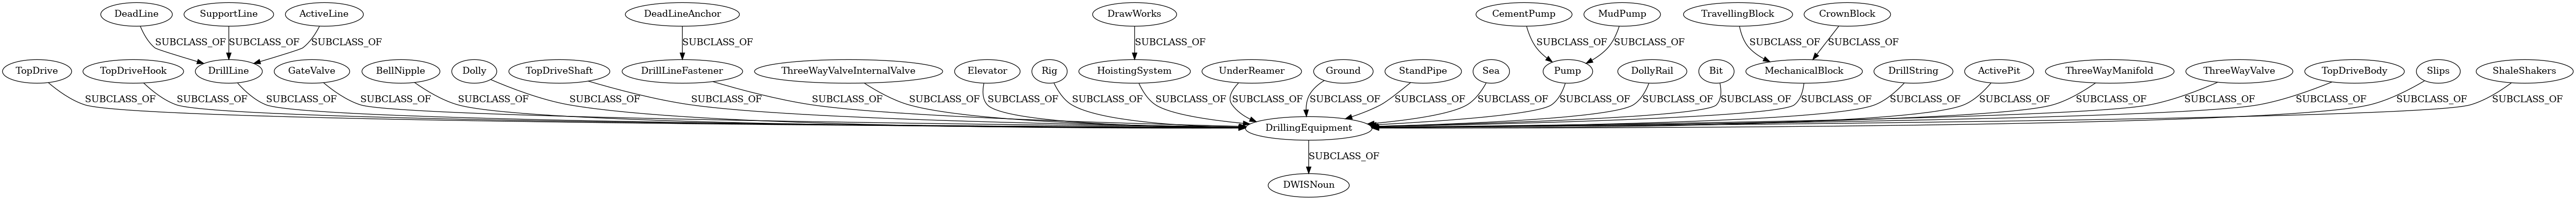 DeadLine SupportLine ActiveLine DeadLineAnchor DrawWorks CementPump MudPump TravellingBlock CrownBlock
SUBCLASS_OF SUBCLASS_OF SUBCLASS_OF SUBCLASS_OF SUBCLASS_OF SUBCLASS_OF SUBCLASS_OF SUBCLASS_OF SUBCLASS_OF
TopDrive TopDriveHook DrillLine GateValve BellNipple Dolly TopDriveShaft DrillLineFastener ThreeWayValveInternalValve Elevator Rig HoistingSystem UnderReamer Ground StandPipe Sea Pump DollyRail Bit MechanicalBlock DrillString ActivePit ThreeWayManifold ThreeWayValve TopDriveBody Slips ShaleShakers
SUBCLASS_OF SUBCLASS_OF SUBCLASS_OF SUBCLASS_OF SUBCLASS_OF SUBCLASS_OF SUBCLASS_OF SUBCLASS_OF SUBCLASS_OF SUBCLASS_OF SUBCLASS_OF SUBCLASS_OF SUBCLASS_OF SUBCLASS_OF SUBCLASS_OF SUBCLASS_OF SUBCLASS_OF SUBCLASS_OF SUBCLASS_OF SUBCLASS_OF SUBCLASS_OF SUBCLASS_OF SUBCLASS_OF SUBCLASS_OF SUBCLASS_OF SUBCLASS_OF SUBCLASS_OF
DrillingEquipment
SUBCLASS_OF
DWISNoun